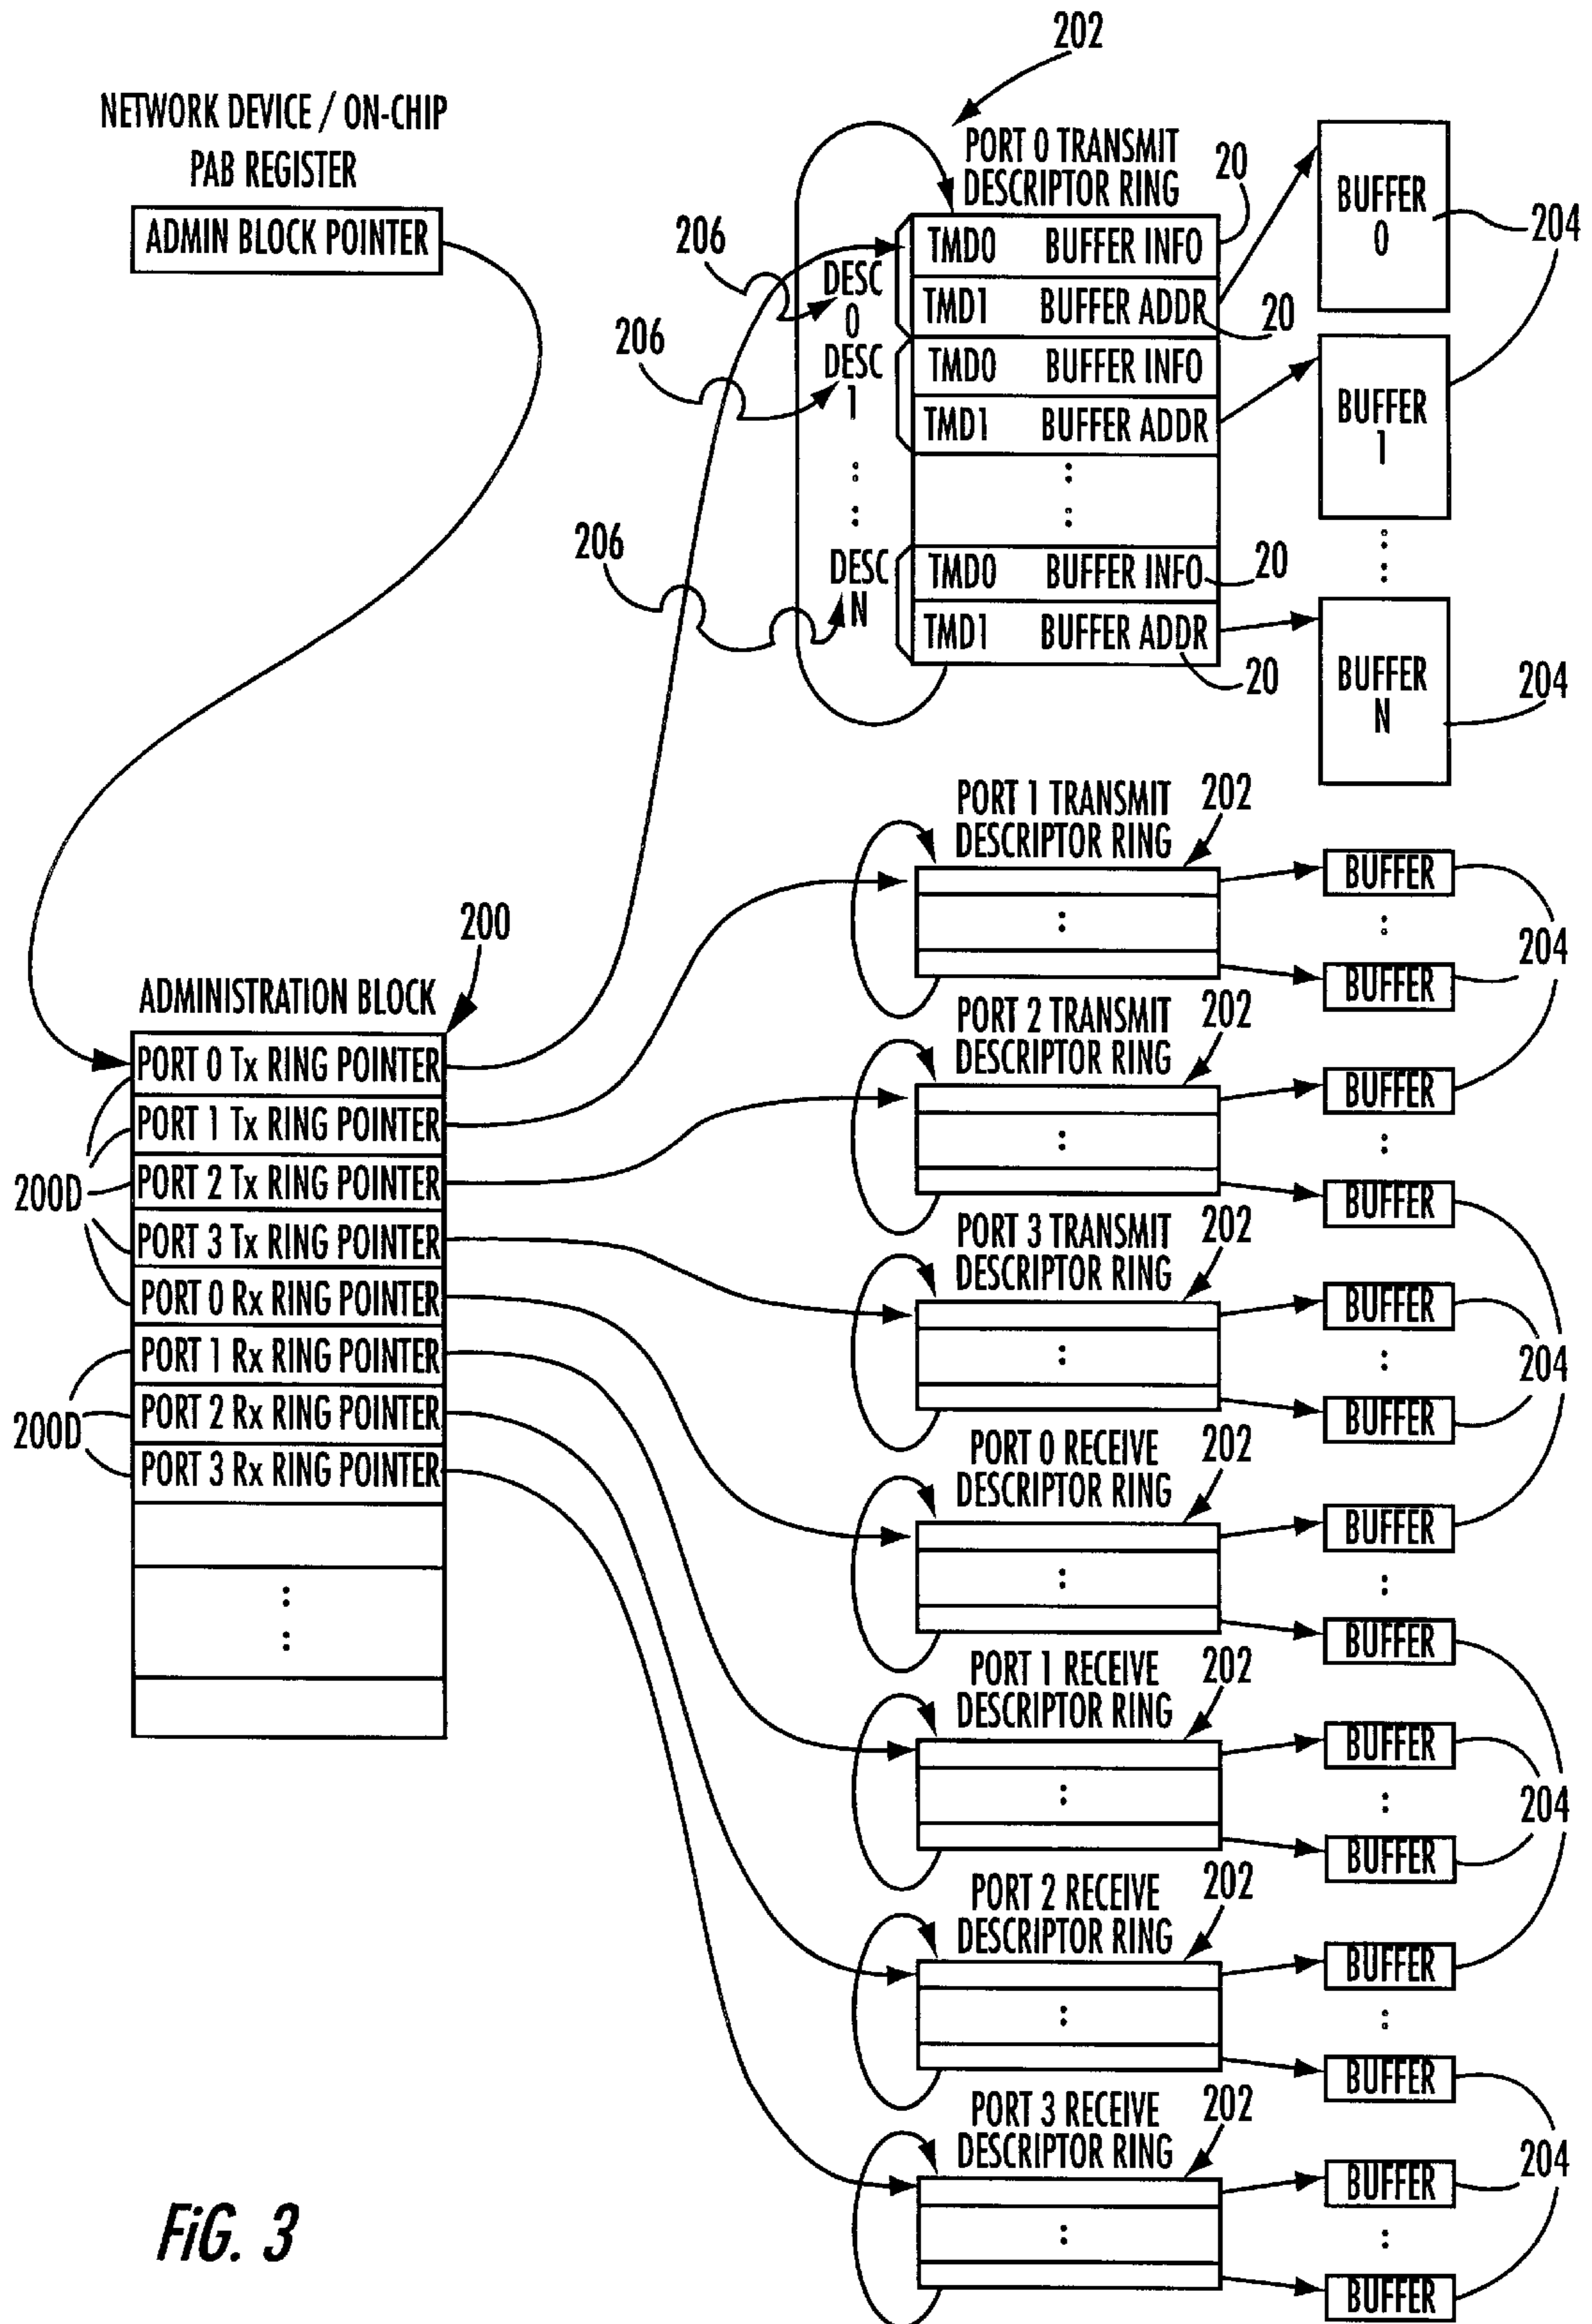 NETWORK DEVICE / ON-CHIP
PAB REGISTER
ADMIN BLOCK POINTER
202
PORT 0 TRANSMIT
DESCRIPTOR RING
20
TMD0 BUFFER INFO
TMD1 BUFFER ADDR
20
TMD0 BUFFER INFO
TMD1 BUFFER ADDR
TMD0 BUFFER INFO
20
TMD1 BUFFER ADDR
20
206
DESC
0
206
DESC
1
206
DESC
N
BUFFER
0
204
BUFFER
1
BUFFER
N
204
200
ADMINISTRATION BLOCK
PORT 0 Tx RING POINTER
PORT 1 Tx RING POINTER
PORT 2 Tx RING POINTER
PORT 3 Tx RING POINTER
PORT 0 Rx RING POINTER
PORT 1 Rx RING POINTER
PORT 2 Rx RING POINTER
PORT 3 Rx RING POINTER
200D
200D
PORT 1 TRANSMIT
DESCRIPTOR RING
202
BUFFER
BUFFER
204
PORT 2 TRANSMIT
DESCRIPTOR RING
202
BUFFER
BUFFER
PORT 3 TRANSMIT
DESCRIPTOR RING
202
BUFFER
BUFFER
204
PORT 0 RECEIVE
DESCRIPTOR RING
202
BUFFER
BUFFER
PORT 1 RECEIVE
DESCRIPTOR RING
202
BUFFER
BUFFER
204
PORT 2 RECEIVE
DESCRIPTOR RING
202
BUFFER
BUFFER
PORT 3 RECEIVE
DESCRIPTOR RING
202
BUFFER
BUFFER
204
FiG. 3